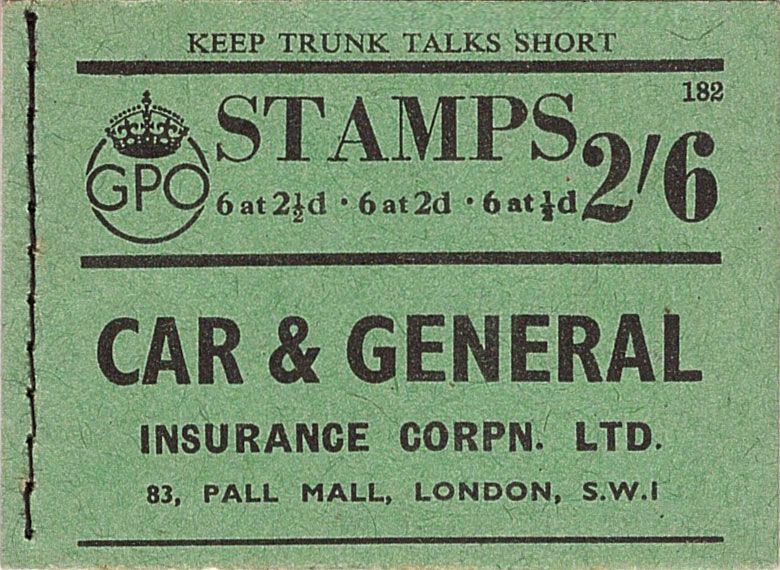 KEEP TRUNK TALKS SHORT
182
STAMPS 2/6
GPO
6 at 2½d · 6 at 2d · 6 at ½d
CAR & GENERAL
INSURANCE CORPN. LTD.
83, PALL MALL, LONDON, S.W.1